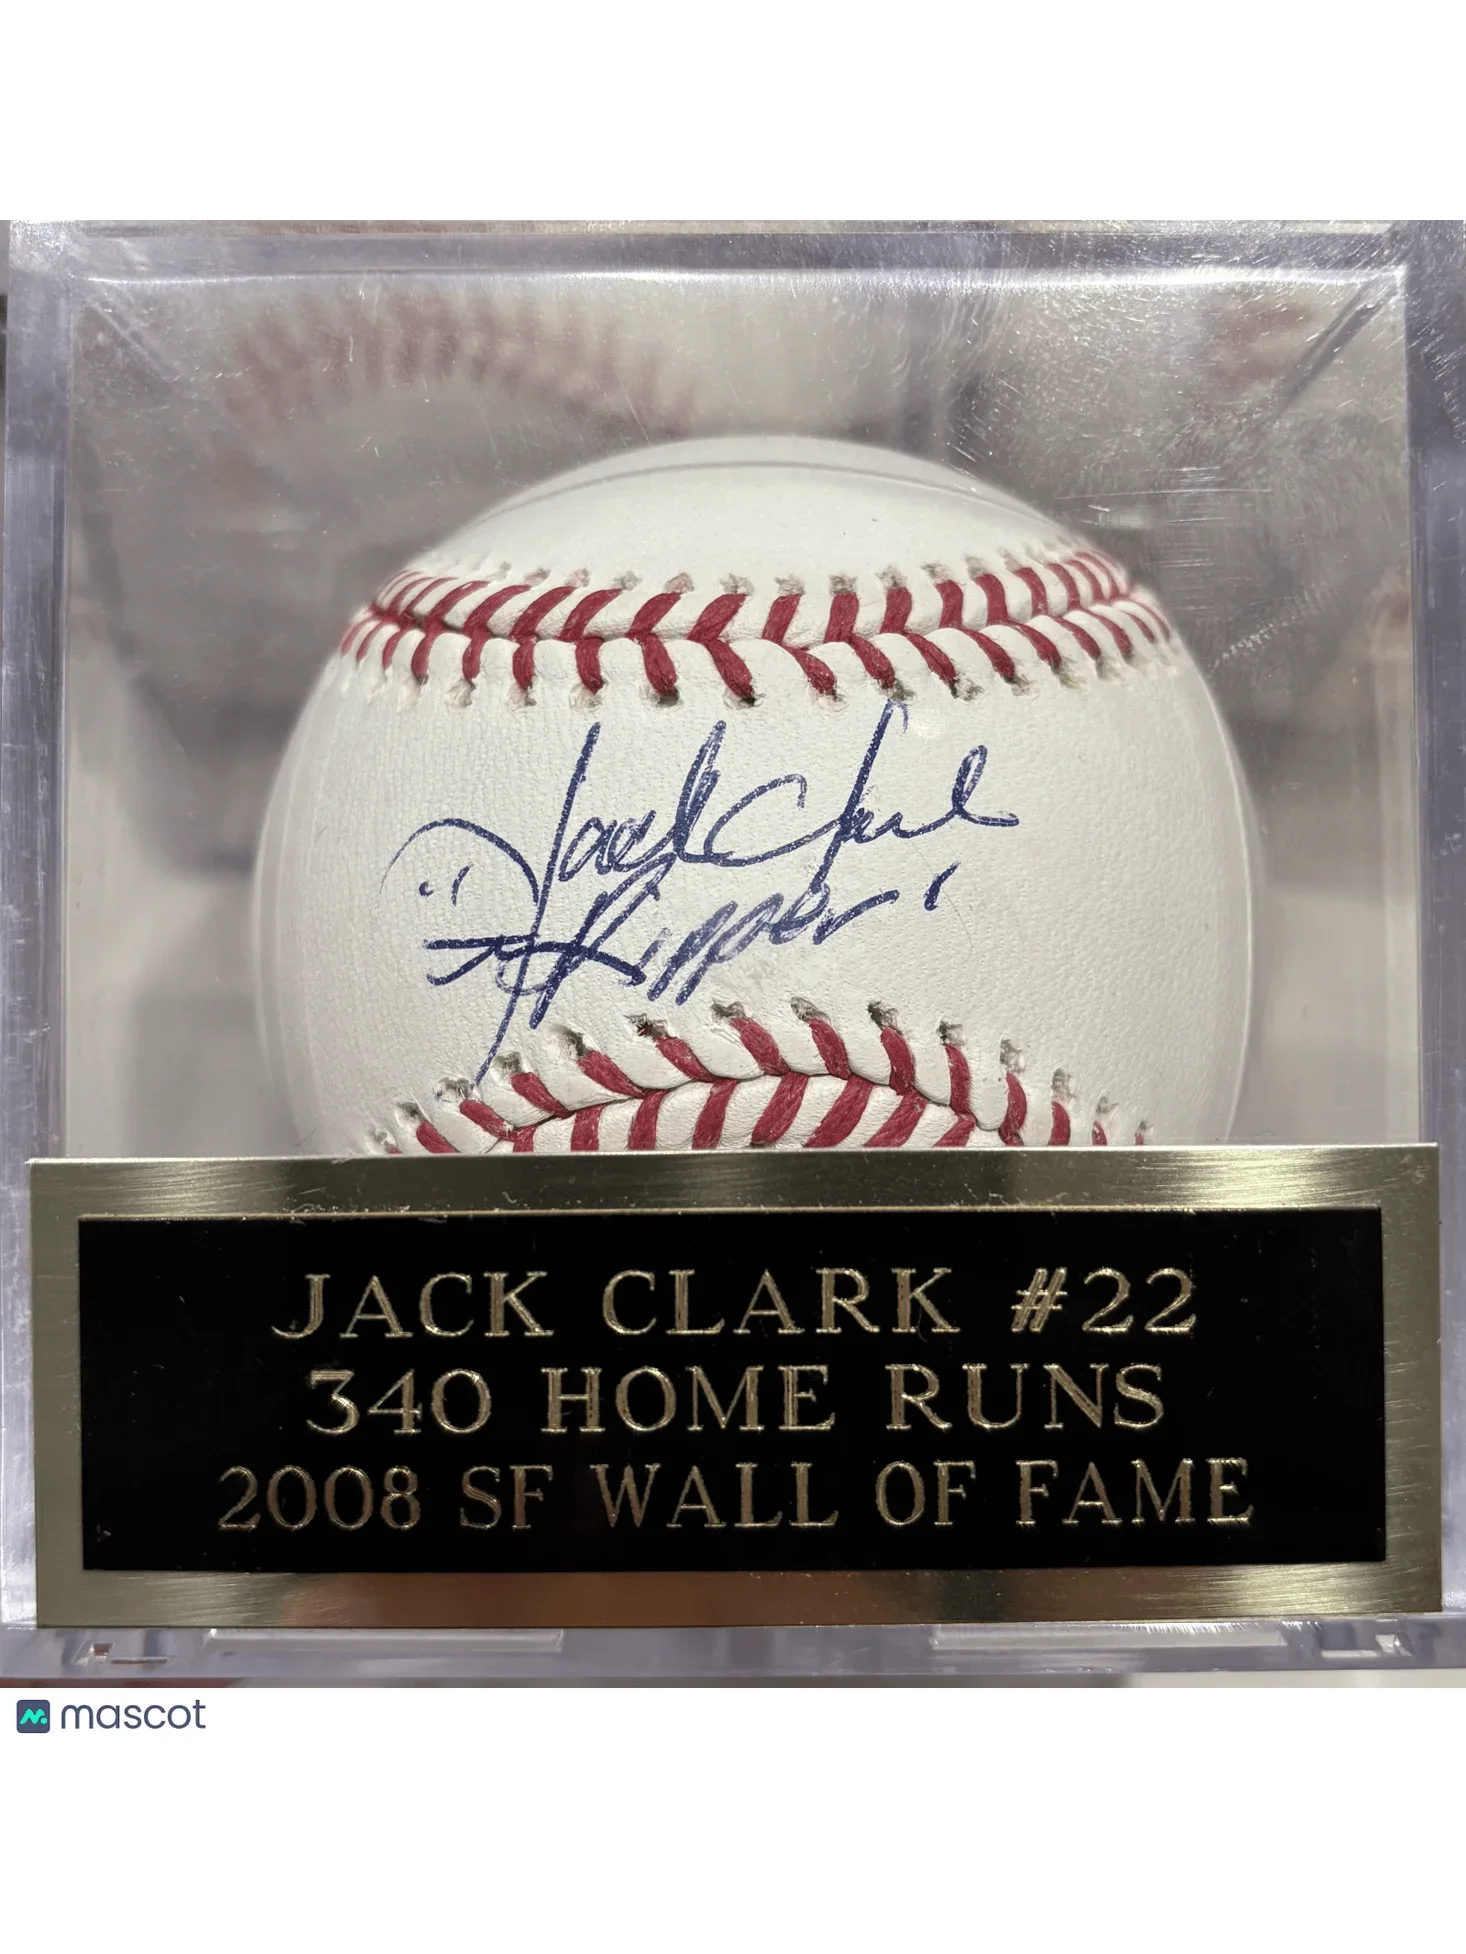 Jack Clark
"Ripper"
JACK CLARK #22
340 HOME RUNS
2008 SF WALL OF FAME
mascot